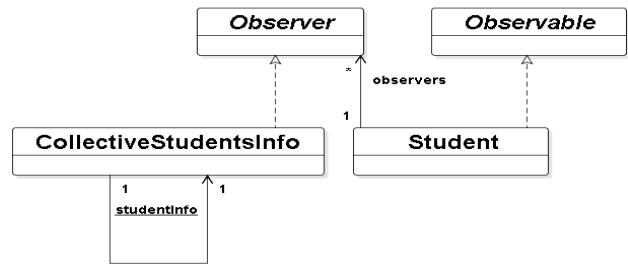 Observer
Observable
*
observers
1
CollectiveStudentsInfo
Student
1
1
studentInfo